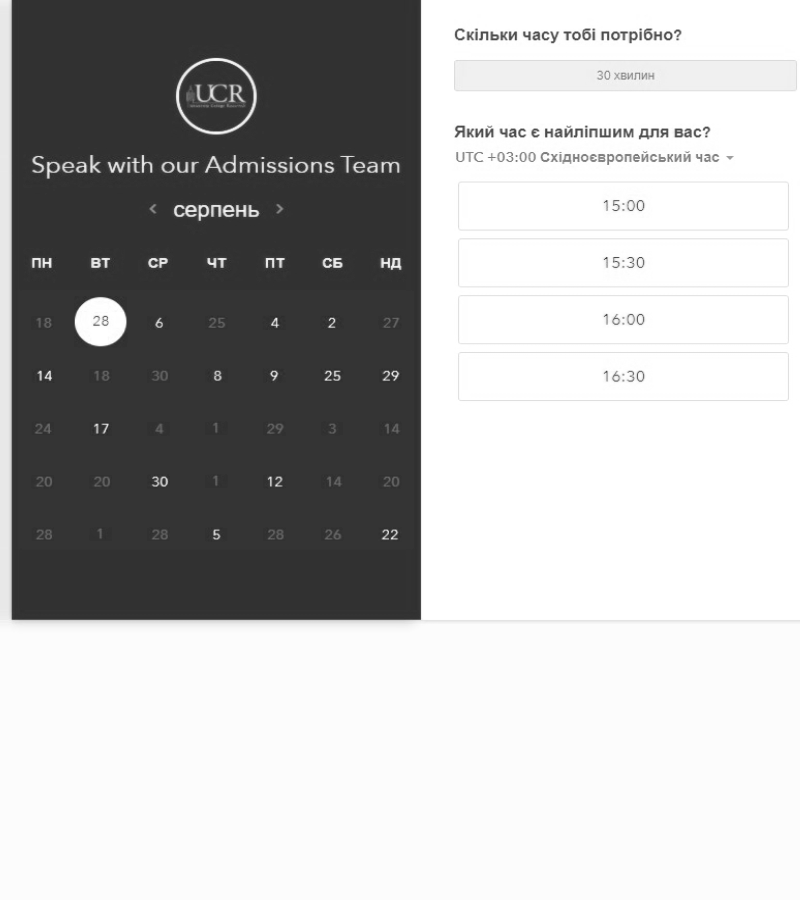 UCR
Speak with our Admissions Team
< серпень >
ПН ВТ СР ЧТ ПТ СБ НД
18 28 6 25 4 2 27
14 18 30 8 9 25 29
24 17 4 1 29 3 14
20 20 30 1 12 14 20
28 1 28 5 28 26 22
Скільки часу тобі потрібно?
30 хвилин
Який час є найліпшим для вас?
UTC +03:00 Східноєвропейський час
15:00
15:30
16:00
16:30